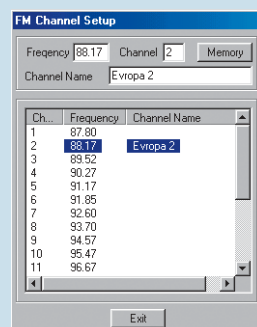 FM Channel Setup
Freqency 88.17 Channel 2 Memory
Channel Name Evropa 2
Ch... Frequency Channel Name
1 87.80
2 88.17 Evropa 2
3 89.52
4 90.27
5 91.17
6 91.85
7 92.60
8 93.70
9 94.57
10 95.47
11 96.67
Exit